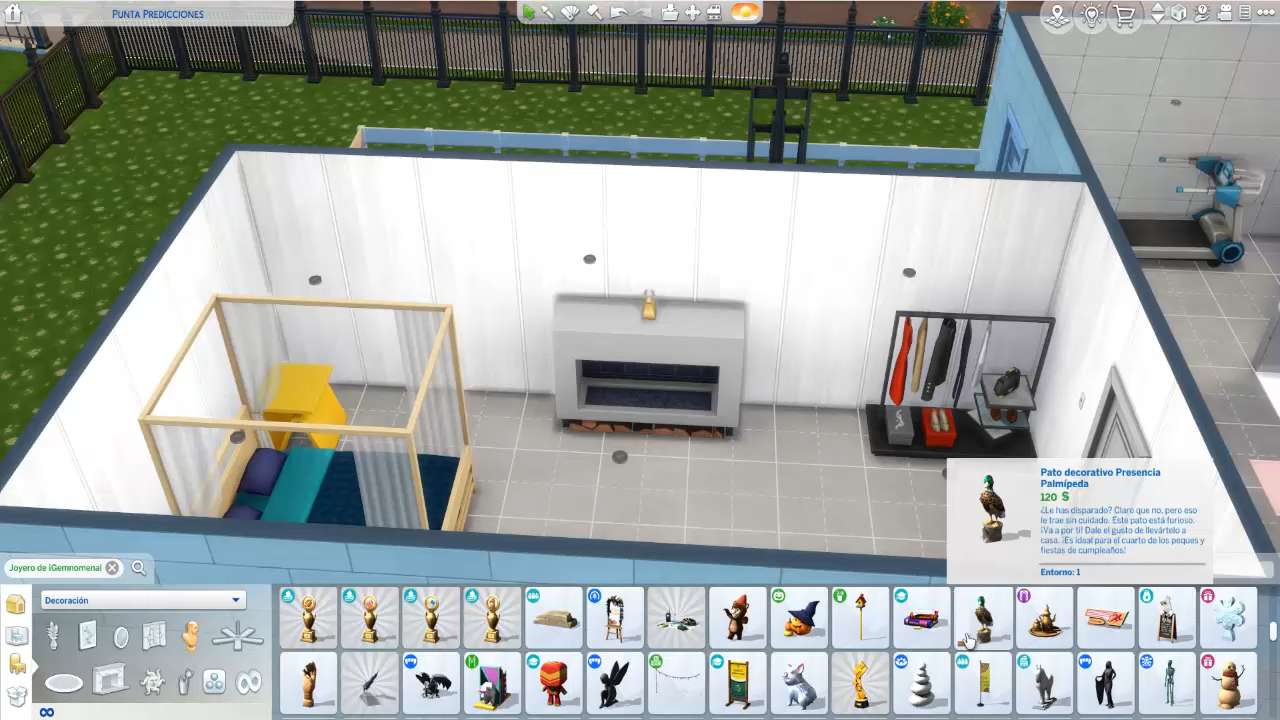 PUNTA PREDICCIONES
Pato decorativo Presencia
Palmípeda
120 $
¿Le has disparado? Claro que no, pero eso
le trae sin cuidado. Este pato está furioso.
¡Va a por ti! Dale el gusto de llevártelo a
casa. ¡Es ideal para el cuarto de los peques y
fiestas de cumpleaños!
Entorno: 1
Joyero de ¡Gemnomenal
Decoración